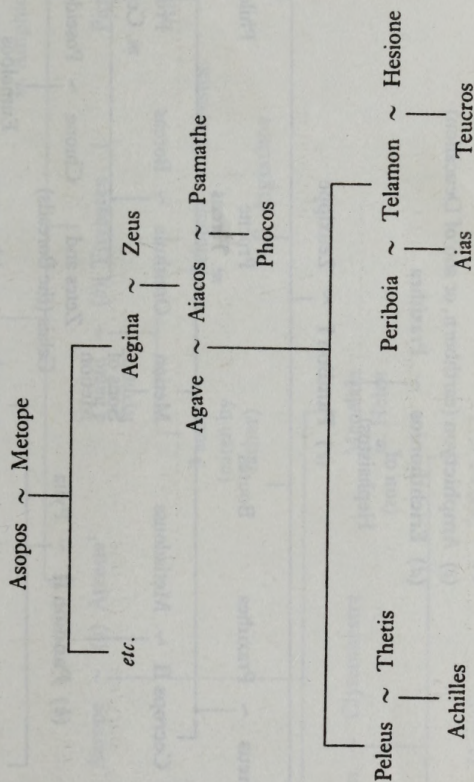 Asopos ~ Metope
etc.
Aegina ~ Zeus
Agave ~ Aiacos ~ Psamathe
Phocos
Peleus ~ Thetis
Periboia ~ Telamon ~ Hesione
Achilles
Aias
Teucros